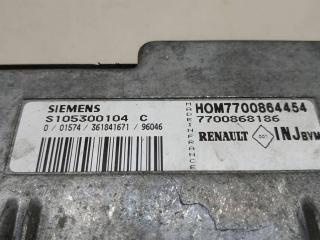 SIEMENS
S105300104 C
0 / 01574 / 361841671 / 96046
MADE IN FRANCE
HOM7700864454
7700868186
RENAULT INJ BVM